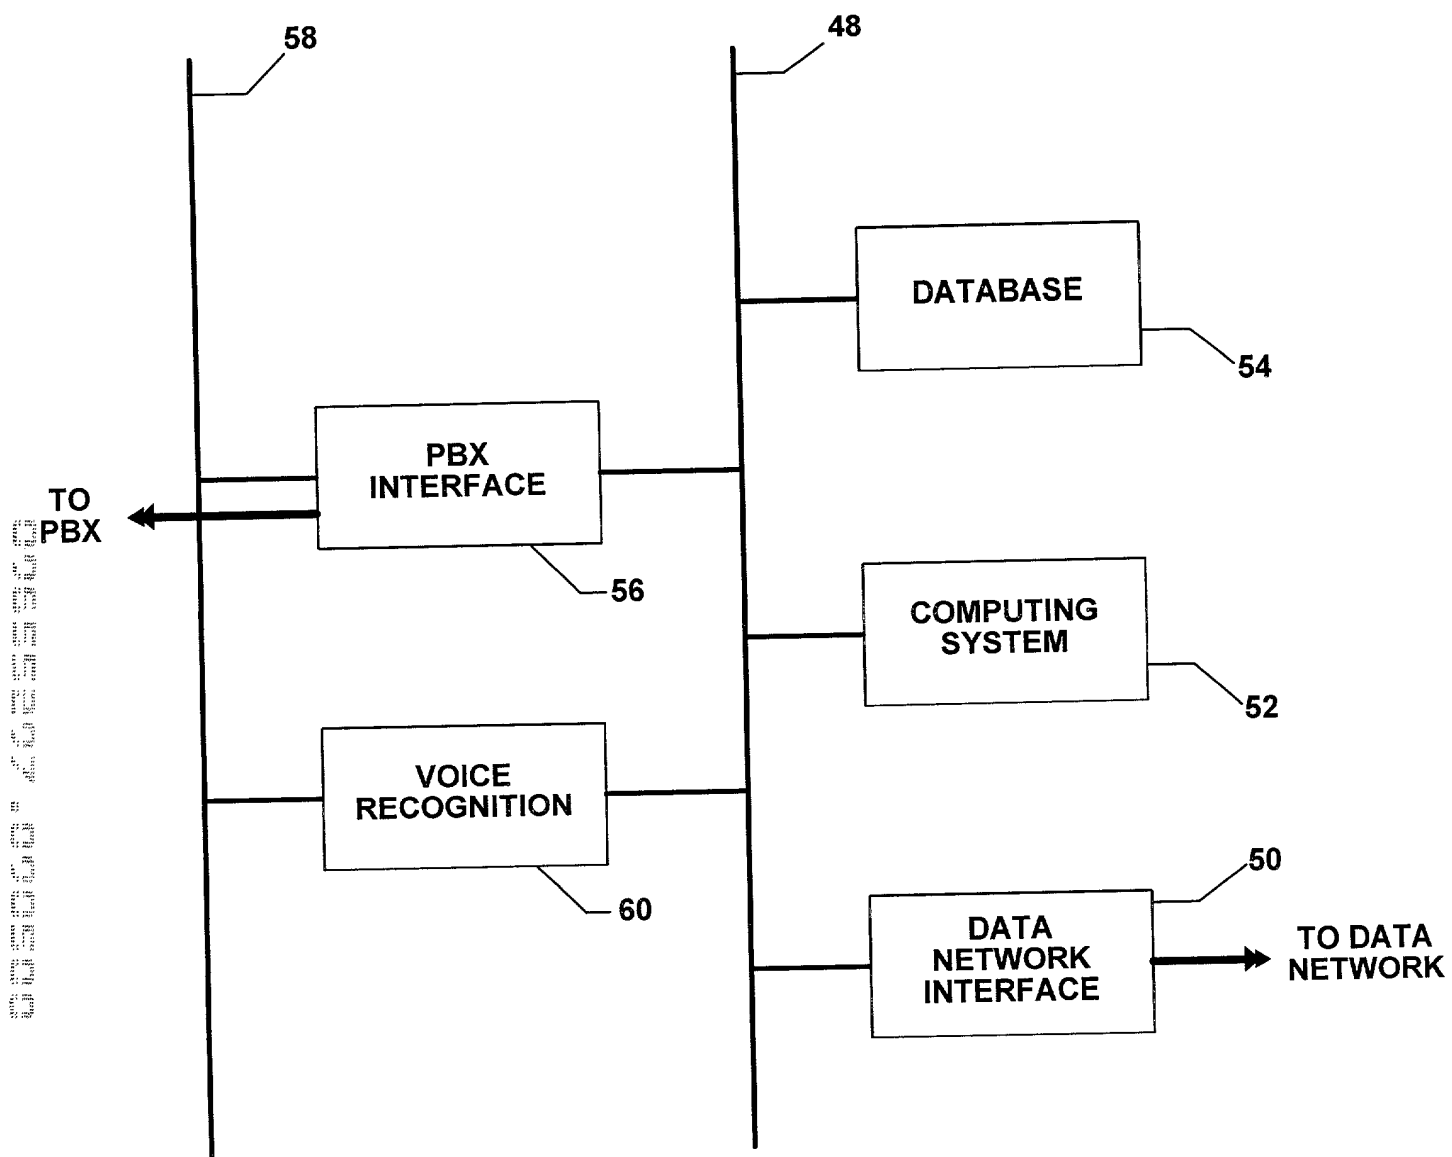 58
48
DATABASE
54
PBX
INTERFACE
TO
PBX
56
COMPUTING
SYSTEM
52
VOICE
RECOGNITION
60
50
DATA
NETWORK
INTERFACE
TO DATA
NETWORK